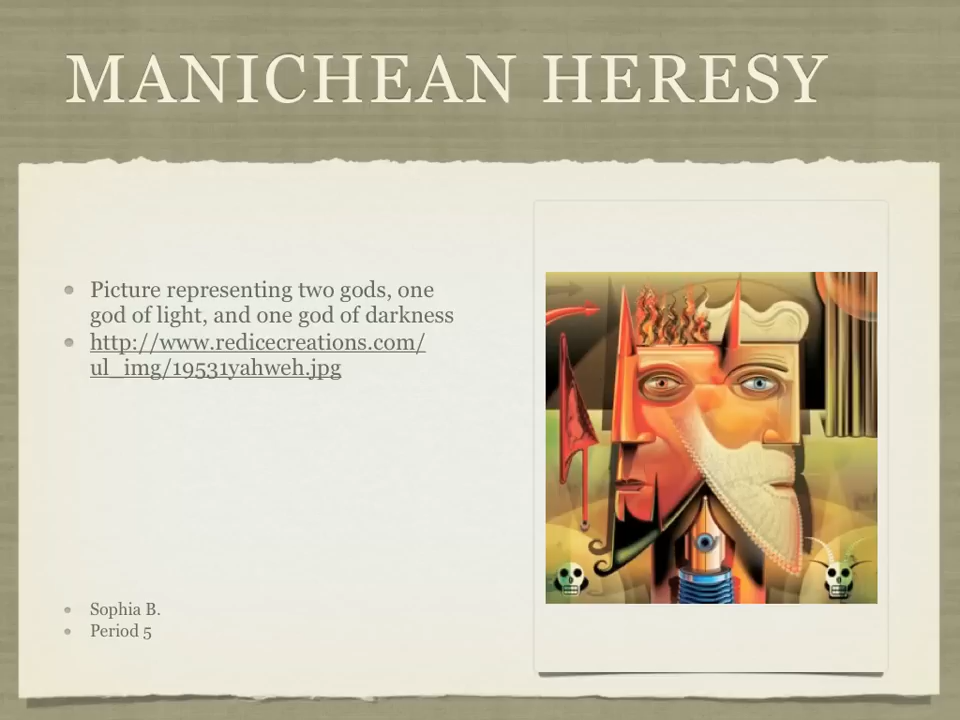 MANICHEAN HERESY
Picture representing two gods, one
god of light, and one god of darkness
http://www.redicecreations.com/
ul_img/19531yahweh.jpg
Sophia B.
Period 5